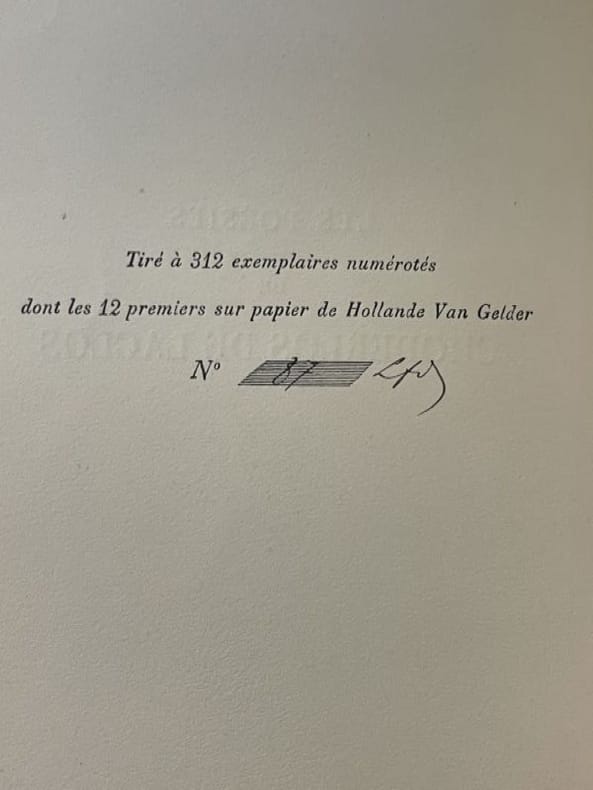 Tiré à 312 exemplaires numérotés
dont les 12 premiers sur papier de Hollande Van Gelder
N° 87